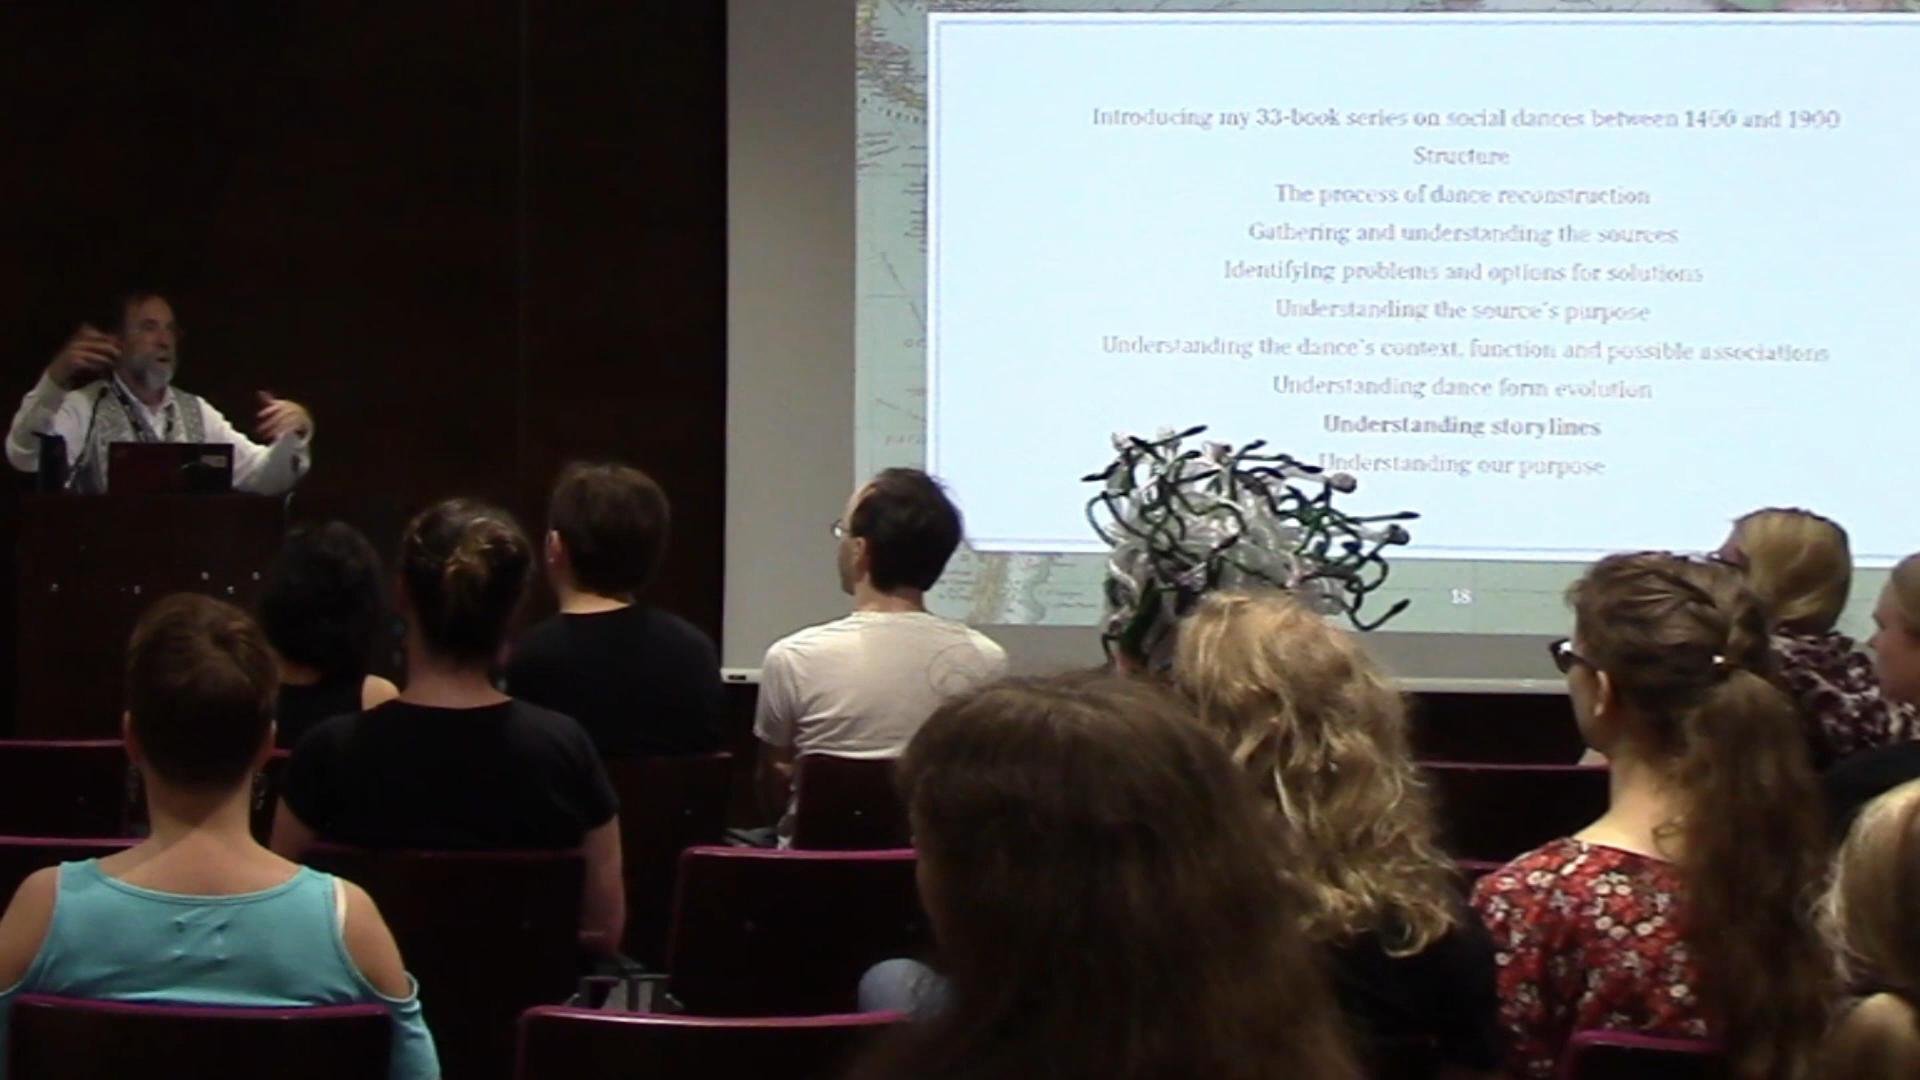 Introducing my 33-book series on social dances between 1400 and 1900
Structure
The process of dance reconstruction
Gathering and understanding the sources
Identifying problems and options for solutions
Understanding the source's purpose
Understanding the dance's context, function and possible associations
Understanding dance form evolution
Understanding storylines
Understanding our purpose
18